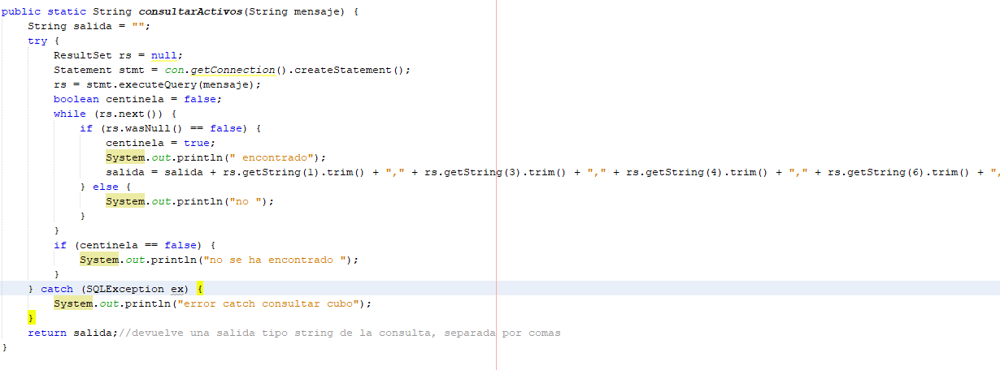 public static String consultarActivos(String mensaje) {
    String salida = "";
    try {
        ResultSet rs = null;
        Statement stmt = con.getConnection().createStatement();
        rs = stmt.executeQuery(mensaje);
        boolean centinela = false;
        while (rs.next()) {
            if (rs.wasNull() == false) {
                centinela = true;
                System.out.println(" encontrado");
                salida = salida + rs.getString(1).trim() + "," + rs.getString(3).trim() + "," + rs.getString(4).trim() + "," + rs.getString(6).trim() + ",
            } else {
                System.out.println("no ");
            }
        }
        if (centinela == false) {
            System.out.println("no se ha encontrado ");
        }
    } catch (SQLException ex) {
        System.out.println("error catch consultar cubo");
    }
    return salida;//devuelve una salida tipo string de la consulta, separada por comas
}